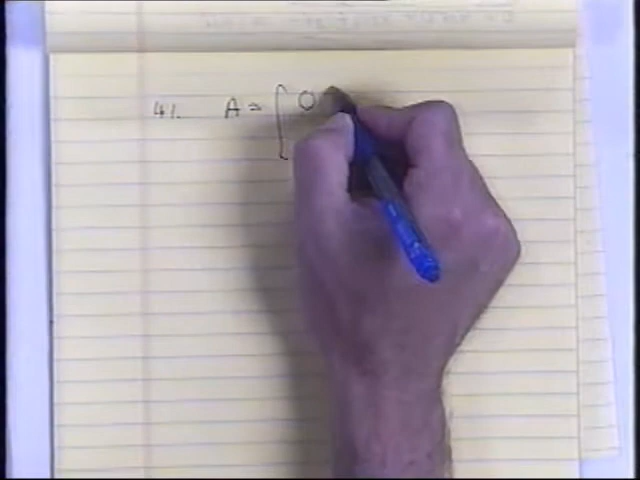 41. A = [ 0